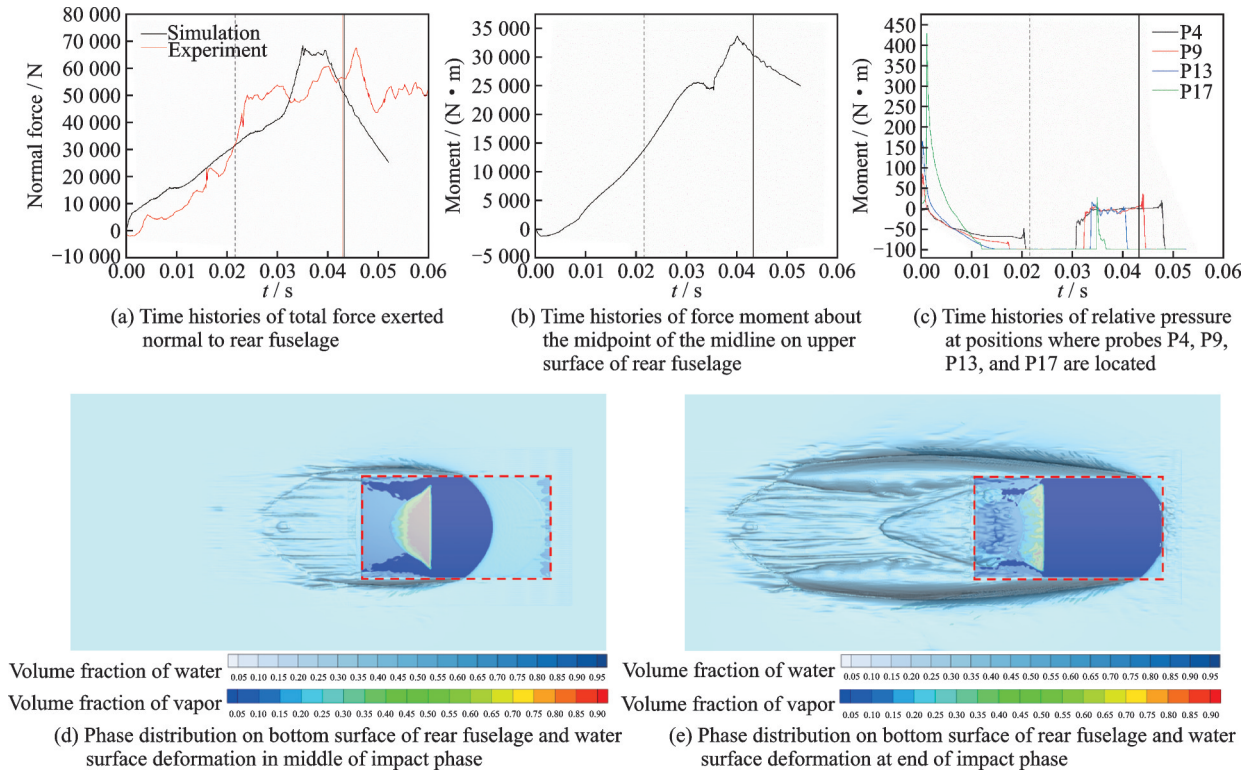 80 000
70 000
60 000
50 000
40 000
30 000
20 000
10 000
0
−10 000
Normal force / N
Simulation
Experiment
0.00 0.01 0.02 0.03 0.04 0.05 0.06
t / s
(a) Time histories of total force exerted
normal to rear fuselage
40 000
35 000
30 000
25 000
20 000
15 000
10 000
5 000
0
−5 000
Moment / (N • m)
0.00 0.01 0.02 0.03 0.04 0.05 0.06
t / s
(b) Time histories of force moment about
the midpoint of the midline on upper
surface of rear fuselage
450
400
350
300
250
200
150
100
50
0
−50
−100
Moment / (N • m)
P4
P9
P13
P17
0.00 0.01 0.02 0.03 0.04 0.05 0.06
t / s
(c) Time histories of relative pressure
at positions where probes P4, P9,
P13, and P17 are located
Volume fraction of water
0.05 0.10 0.15 0.20 0.25 0.30 0.35 0.40 0.45 0.50 0.55 0.60 0.65 0.70 0.75 0.80 0.85 0.90 0.95
Volume fraction of vapor
0.05 0.10 0.15 0.20 0.25 0.30 0.35 0.40 0.45 0.50 0.55 0.60 0.65 0.70 0.75 0.80 0.85 0.90
(d) Phase distribution on bottom surface of rear fuselage and water
surface deformation in middle of impact phase
Volume fraction of water
0.05 0.10 0.15 0.20 0.25 0.30 0.35 0.40 0.45 0.50 0.55 0.60 0.65 0.70 0.75 0.80 0.85 0.90 0.95
Volume fraction of vapor
0.05 0.10 0.15 0.20 0.25 0.30 0.35 0.40 0.45 0.50 0.55 0.60 0.65 0.70 0.75 0.80 0.85 0.90
(e) Phase distribution on bottom surface of rear fuselage and water
surface deformation at end of impact phase